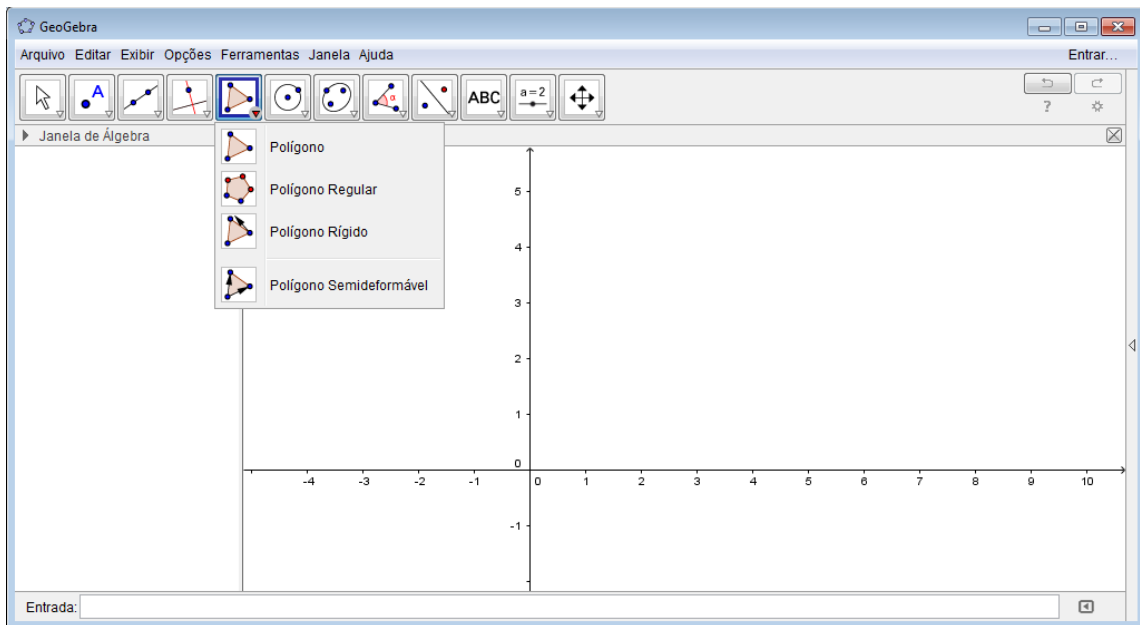 GeoGebra
Arquivo Editar Exibir Opções Ferramentas Janela Ajuda Entrar...
A α ABC a=2 ?
Janela de Álgebra
Polígono
Polígono Regular
Polígono Rígido
Polígono Semideformável
5
4
3
2
1
0
-4 -3 -2 -1 0 1 2 3 4 5 6 7 8 9 10
-1
Entrada: